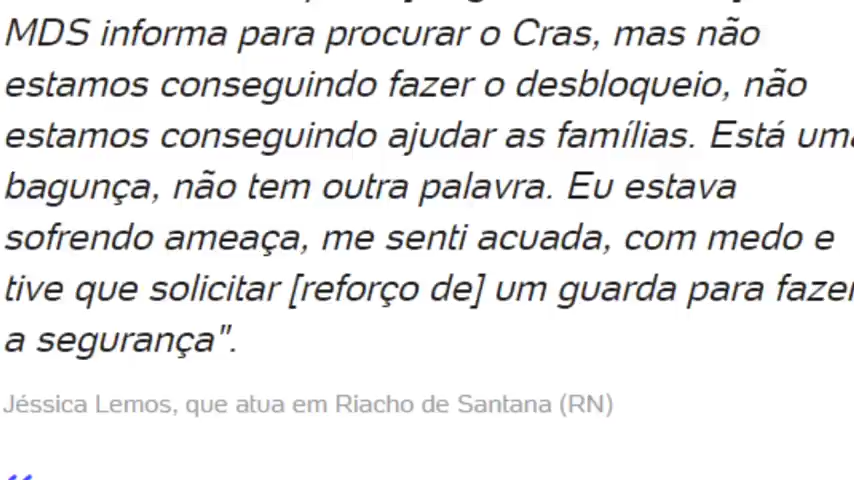 MDS informa para procurar o Cras, mas não
estamos conseguindo fazer o desbloqueio, não
estamos conseguindo ajudar as famílias. Está uma
bagunça, não tem outra palavra. Eu estava
sofrendo ameaça, me senti acuada, com medo e
tive que solicitar [reforço de] um guarda para fazer
a segurança".
Jéssica Lemos, que atua em Riacho de Santana (RN)
“